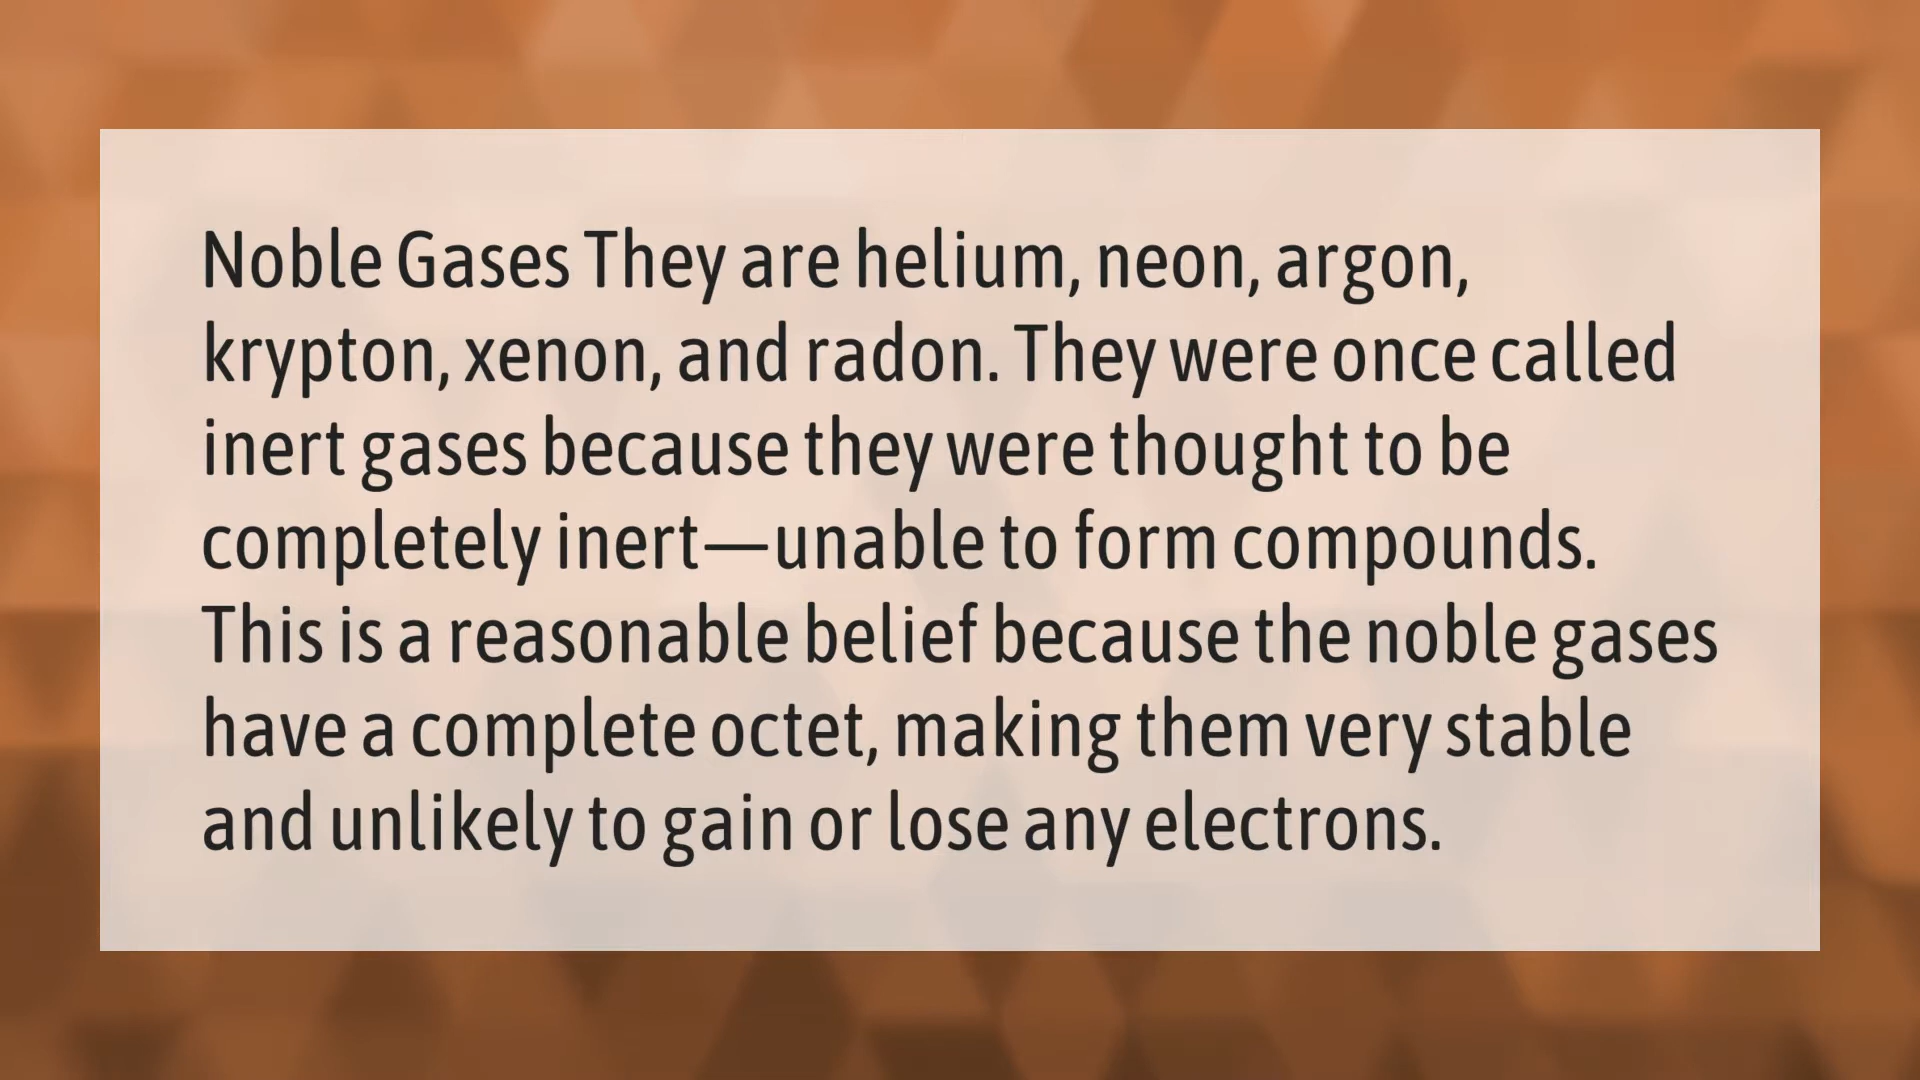 Noble Gases They are helium, neon, argon,
krypton, xenon, and radon. They were once called
inert gases because they were thought to be
completely inert—unable to form compounds.
This is a reasonable belief because the noble gases
have a complete octet, making them very stable
and unlikely to gain or lose any electrons.